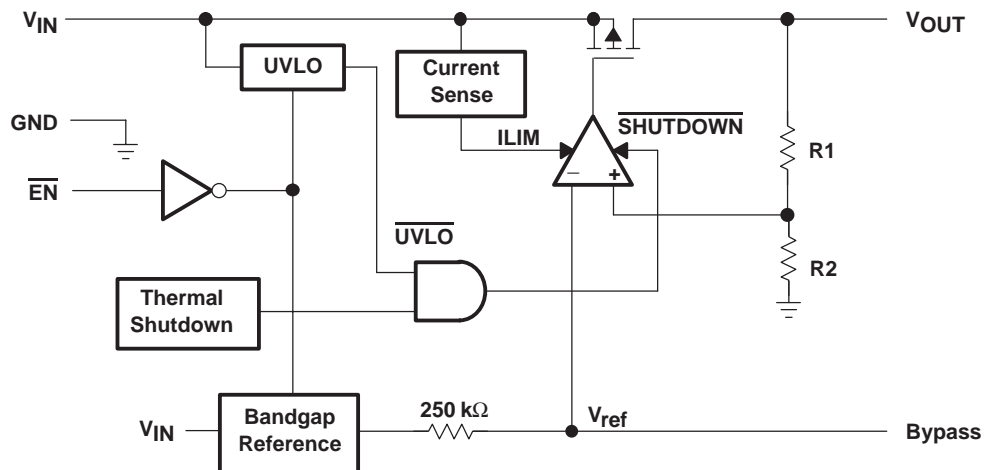 VIN
VOUT
UVLO
Current
Sense
SHUTDOWN
GND
ILIM
R1
EN
− +
UVLO
R2
Thermal
Shutdown
250 kΩ
Vref
VIN
Bandgap
Reference
Bypass